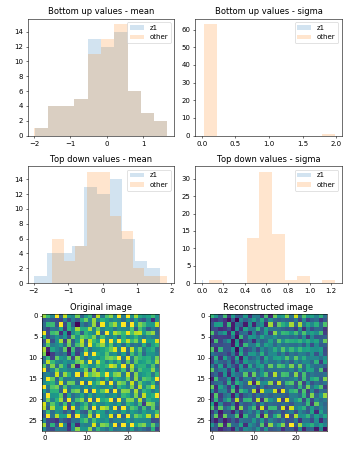 Bottom up values - mean
Bottom up values - sigma
z1
other
z1
other
14
12
10
8
6
4
2
0
−2 −1 0 1
60
50
40
30
20
10
0
0.0 0.5 1.0 1.5 2.0
Top down values - mean
Top down values - sigma
z1
other
z1
other
14
12
10
8
6
4
2
0
−2 −1 0 1 2
30
25
20
15
10
5
0
0.0 0.2 0.4 0.6 0.8 1.0 1.2
Original image
Reconstructed image
0
5
10
15
20
25
0 10 20
0
5
10
15
20
25
0 10 20